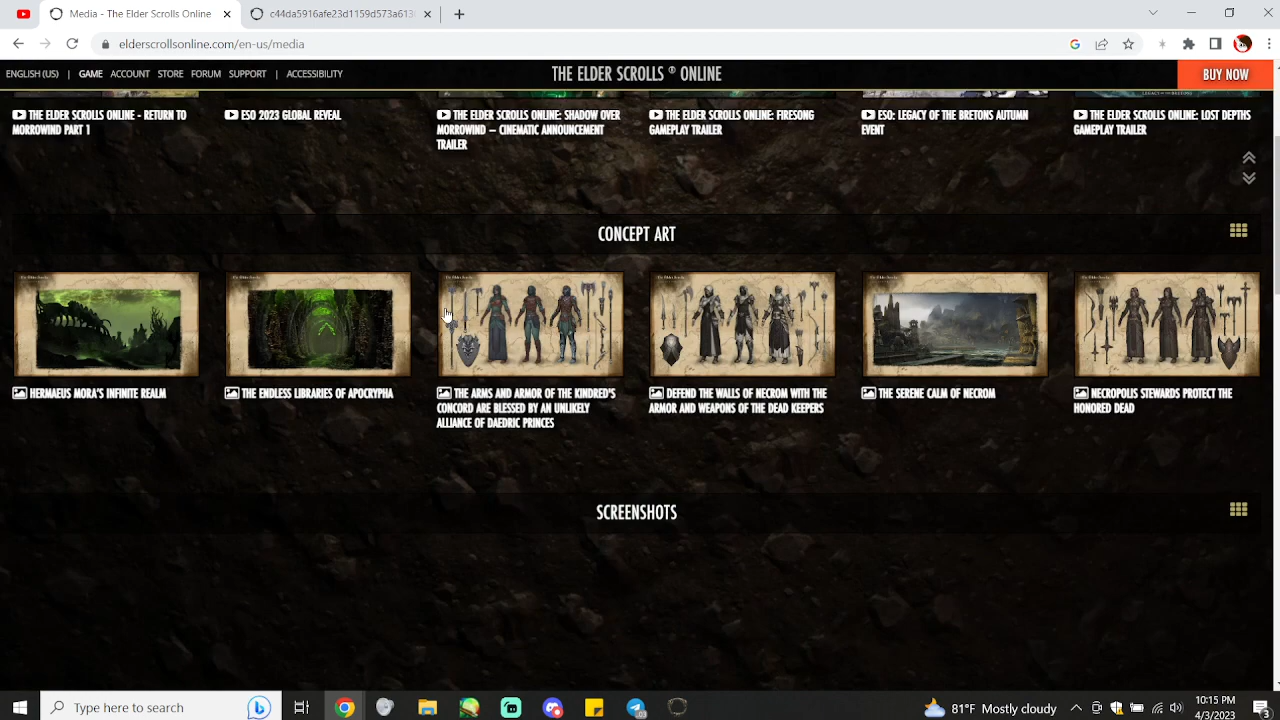 Media - The Elder Scrolls Online
c44da5916afe23d1159d573a613
elderscrollsonline.com/en-us/media
ENGLISH (US) | GAME ACCOUNT STORE FORUM SUPPORT | ACCESSIBILITY
THE ELDER SCROLLS ® ONLINE
BUY NOW
THE ELDER SCROLLS ONLINE - RETURN TO
MORROWIND PART 1
ESO 2023 GLOBAL REVEAL
THE ELDER SCROLLS ONLINE: SHADOW OVER
MORROWIND – CINEMATIC ANNOUNCEMENT
TRAILER
THE ELDER SCROLLS ONLINE: FIRESONG
GAMEPLAY TRAILER
ESO: LEGACY OF THE BRETONS AUTUMN
EVENT
THE ELDER SCROLLS ONLINE: LOST DEPTHS
GAMEPLAY TRAILER
CONCEPT ART
HERMAEUS MORA'S INFINITE REALM
THE ENDLESS LIBRARIES OF APOCRYPHA
THE ARMS AND ARMOR OF THE KINDRED'S
CONCORD ARE BLESSED BY AN UNLIKELY
ALLIANCE OF DAEDRIC PRINCES
DEFEND THE WALLS OF NECROM WITH THE
ARMOR AND WEAPONS OF THE DEAD KEEPERS
THE SERENE CALM OF NECROM
NECROPOLIS STEWARDS PROTECT THE
HONORED DEAD
SCREENSHOTS
Type here to search
81°F Mostly cloudy
10:15 PM
4/3/2023